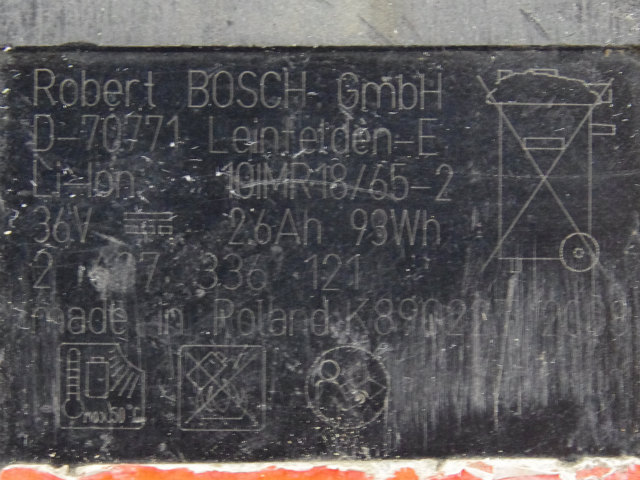 Robert BOSCH GmbH
D-70771 Leinfelden-E
Li-Ion 10IMR18/65-2
36V 2.6Ah 93Wh
336 121
made in Poland
max.50°C